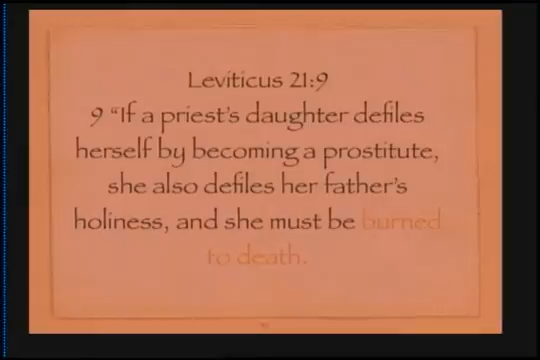 Leviticus 21:9
9 “If a priest’s daughter defiles
herself by becoming a prostitute,
she also defiles her father’s
holiness, and she must be burned
to death.